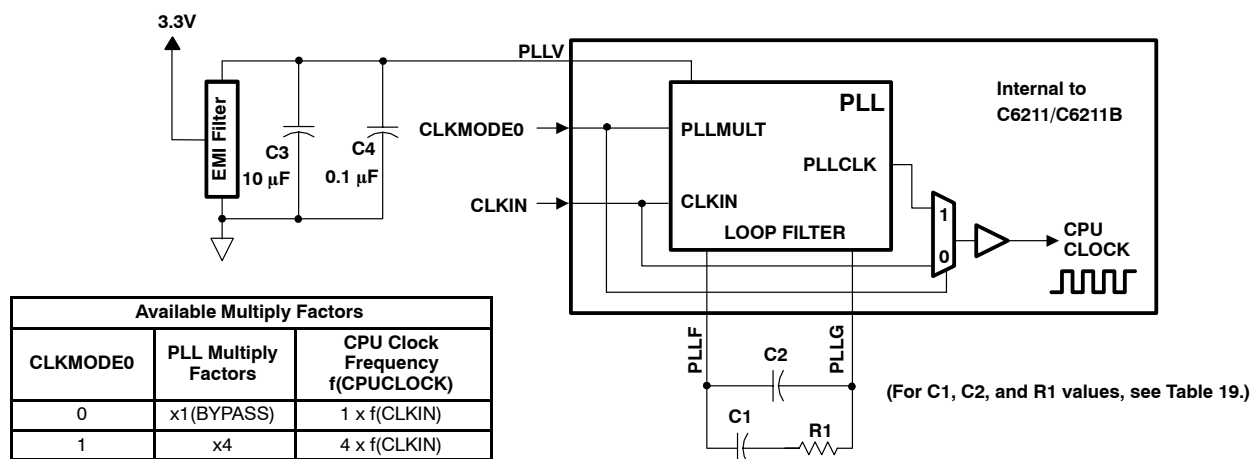 3.3V
PLLV
EMI Filter
C3
10 μF
C4
0.1 μF
CLKMODE0
CLKIN
PLL
PLLMULT
PLLCLK
CLKIN
LOOP FILTER
Internal to
C6211/C6211B
1
0
CPU
CLOCK
PLLF
PLLG
C2
C1
R1
(For C1, C2, and R1 values, see Table 19.)
Available Multiply Factors
CLKMODE0
PLL Multiply
Factors
CPU Clock
Frequency
f(CPUCLOCK)
0
x1(BYPASS)
1 x f(CLKIN)
1
x4
4 x f(CLKIN)